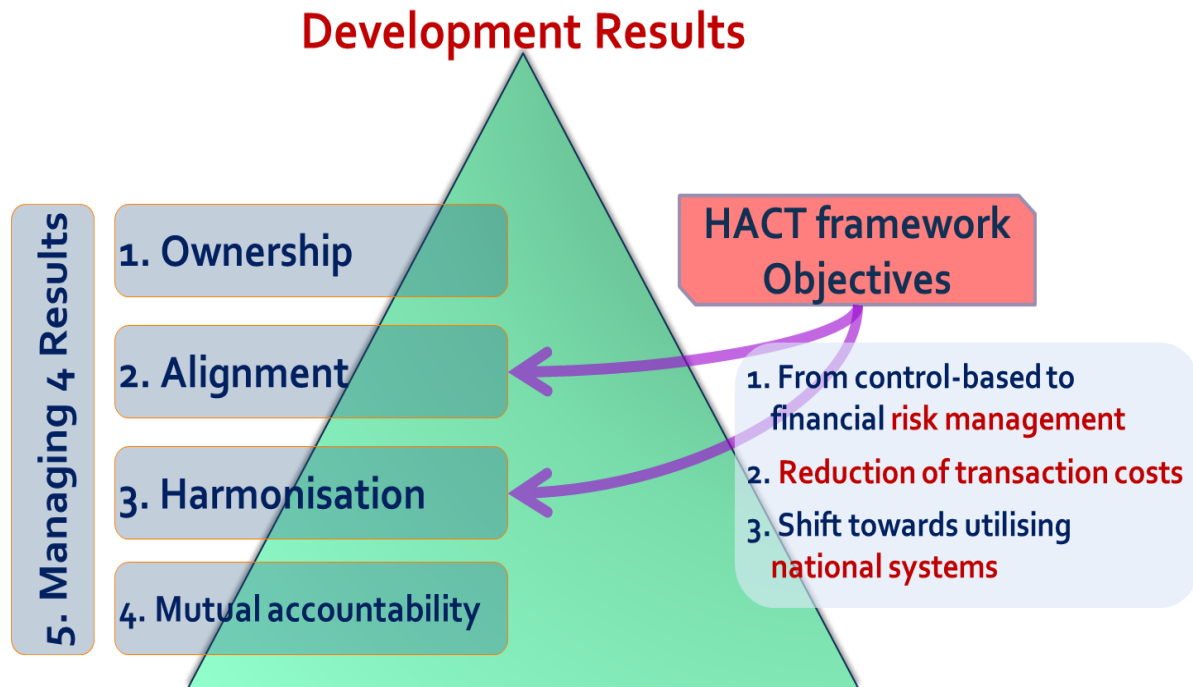 Development Results
5. Managing 4 Results
1. Ownership
2. Alignment
3. Harmonisation
4. Mutual accountability
HACT framework
Objectives
1. From control-based to
financial risk management
2. Reduction of transaction costs
3. Shift towards utilising
national systems